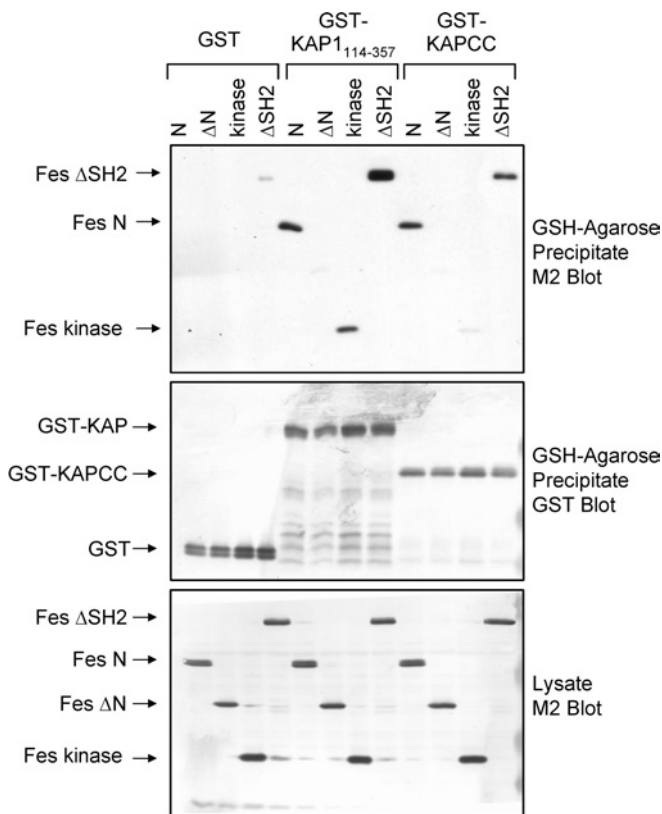 GST
GST-
KAP1114-357
GST-
KAPCC
N ΔN kinase ΔSH2 N ΔN kinase ΔSH2 N ΔN kinase ΔSH2
Fes ΔSH2
Fes N
Fes kinase
GSH-Agarose
Precipitate
M2 Blot
GST-KAP
GST-KAPCC
GST
GSH-Agarose
Precipitate
GST Blot
Fes ΔSH2
Fes N
Fes ΔN
Fes kinase
Lysate
M2 Blot